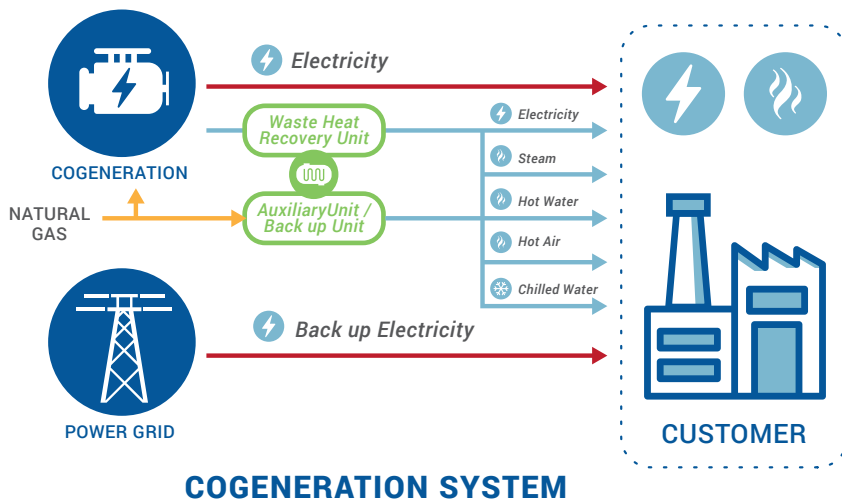 Electricity
Waste Heat
Recovery Unit
Electricity
COGENERATION
Steam
NATURAL
GAS
AuxiliaryUnit /
Back up Unit
Hot Water
Hot Air
Chilled Water
Back up Electricity
POWER GRID
CUSTOMER
COGENERATION SYSTEM